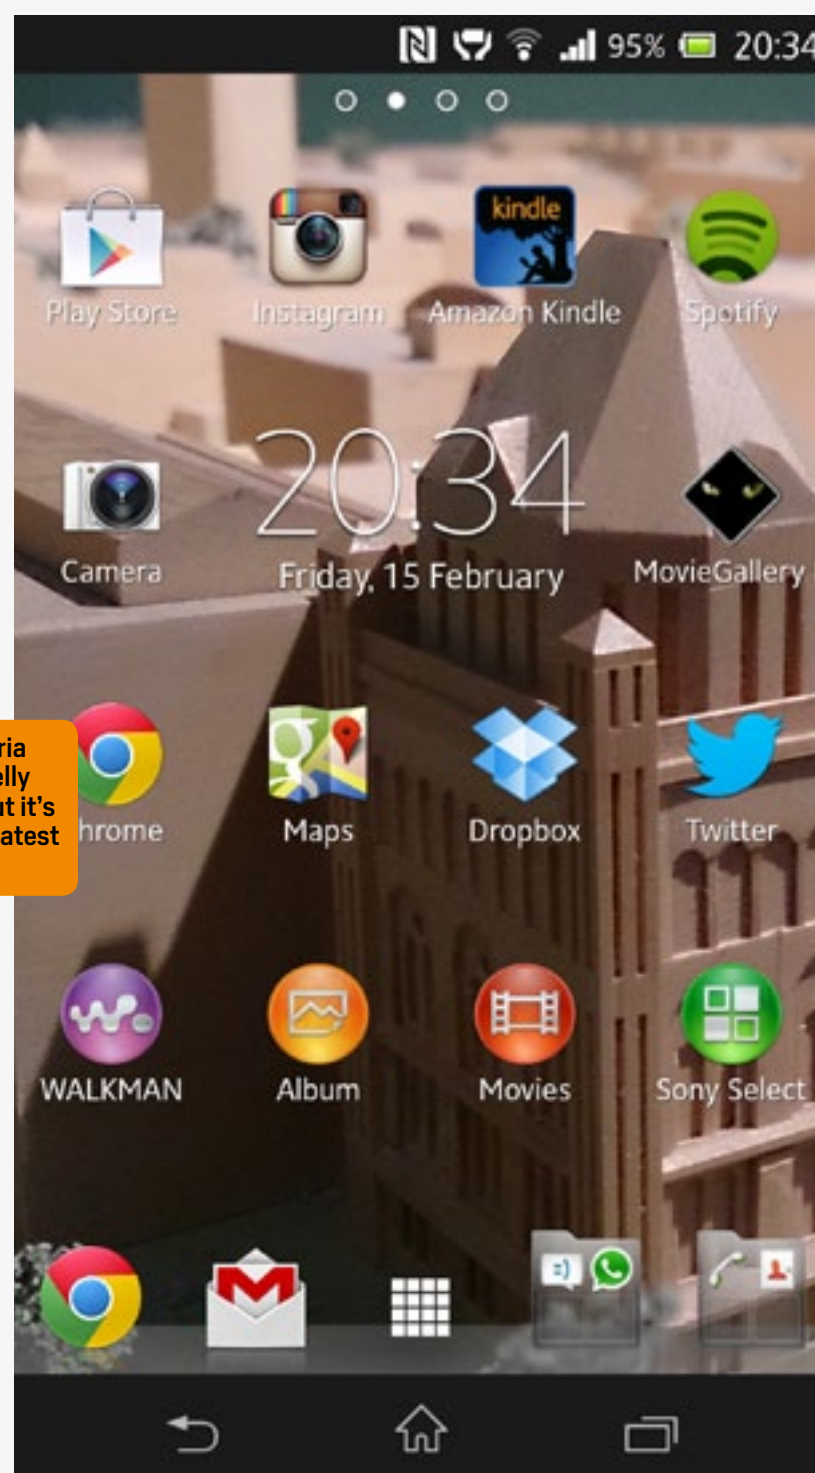 95% 20:34
kindle
Play Store Instagram Amazon Kindle Spotify
20:34
Friday, 15 February
Camera MovieGallery
ria
elly
ut it's
atest
hrome Maps Dropbox Twitter
WALKMAN Album Movies Sony Select